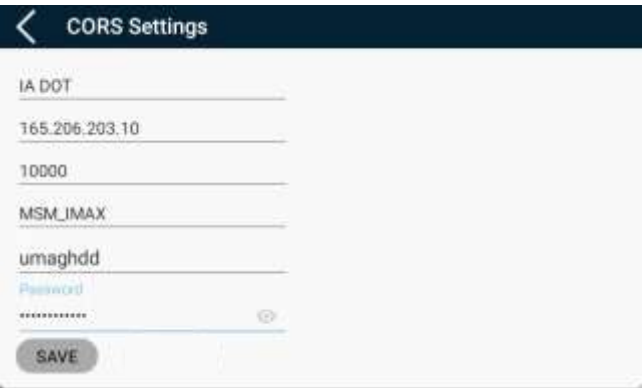 CORS Settings
IA DOT
165.206.203.10
10000
MSM_IMAX
umaghdd
Password
••••••••••••
SAVE